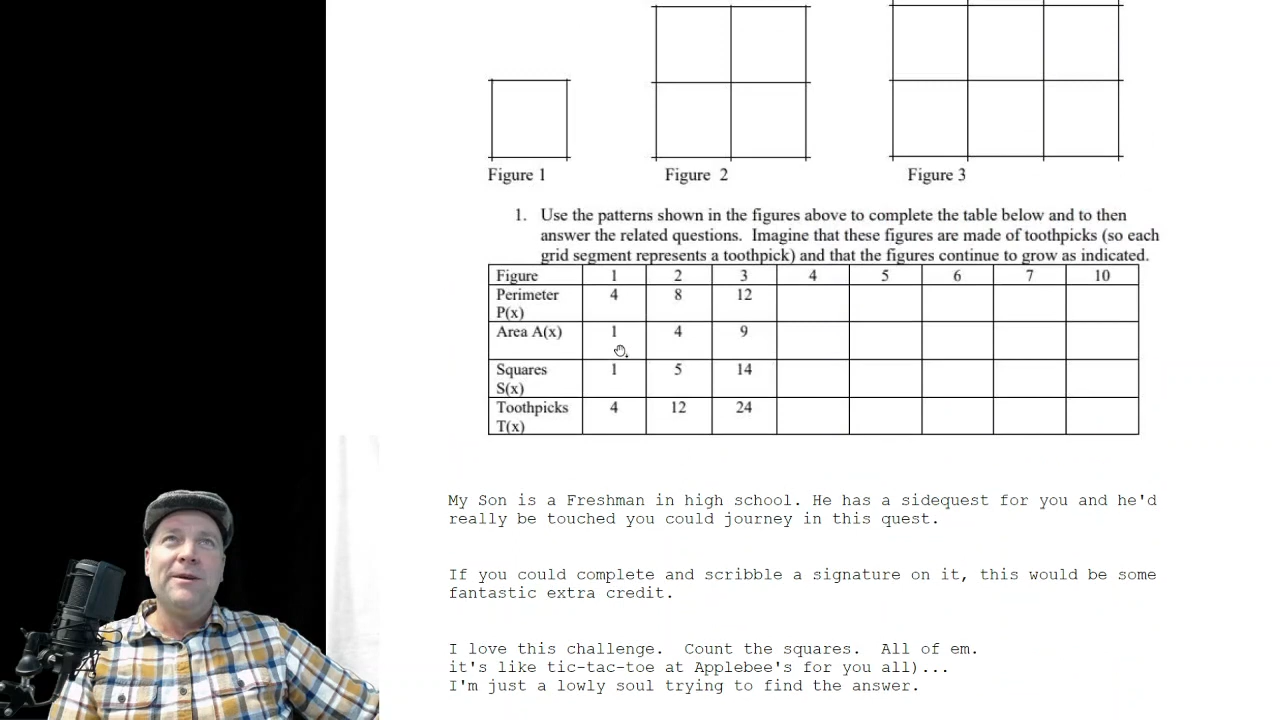 Figure 1
Figure 2
Figure 3
1. Use the patterns shown in the figures above to complete the table below and to then
answer the related questions. Imagine that these figures are made of toothpicks (so each
grid segment represents a toothpick) and that the figures continue to grow as indicated.
Figure 1 2 3 4 5 6 7 10
Perimeter 4 8 12
P(x)
Area A(x) 1 4 9
Squares 1 5 14
S(x)
Toothpicks 4 12 24
T(x)
My Son is a Freshman in high school. He has a sidequest for you and he'd
really be touched you could journey in this quest.
If you could complete and scribble a signature on it, this would be some
fantastic extra credit.
I love this challenge. Count the squares. All of em.
it's like tic-tac-toe at Applebee's for you all)...
I'm just a lowly soul trying to find the answer.